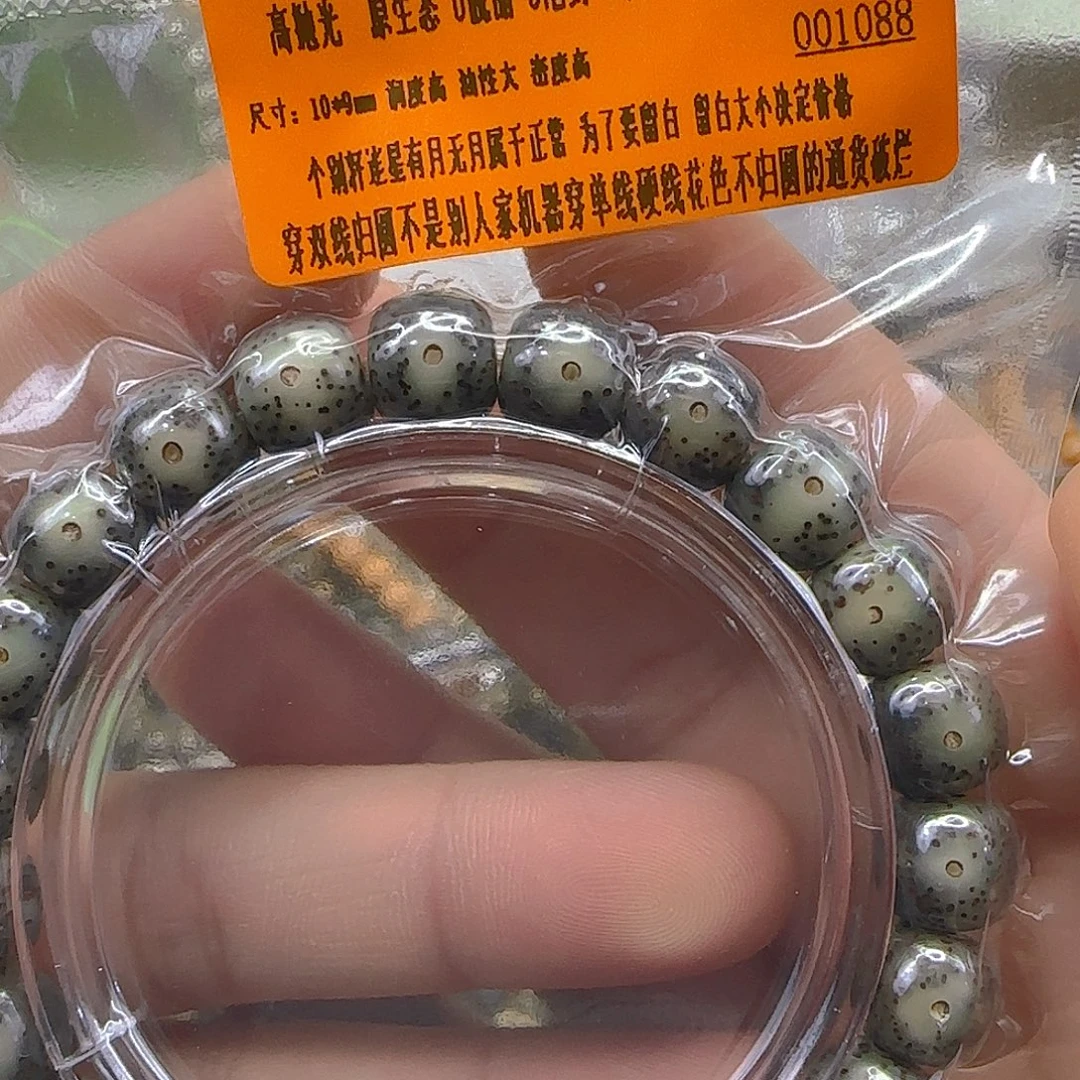 高抛光 原生态 0
001088
尺寸：10*9mm 润度高 油性大 密度高
个别籽连星有月无月属于正常 为了要留白 留白大小决定价格
穿双线归圆不是别人家机器穿单线硬线花色不归圆的通货破烂